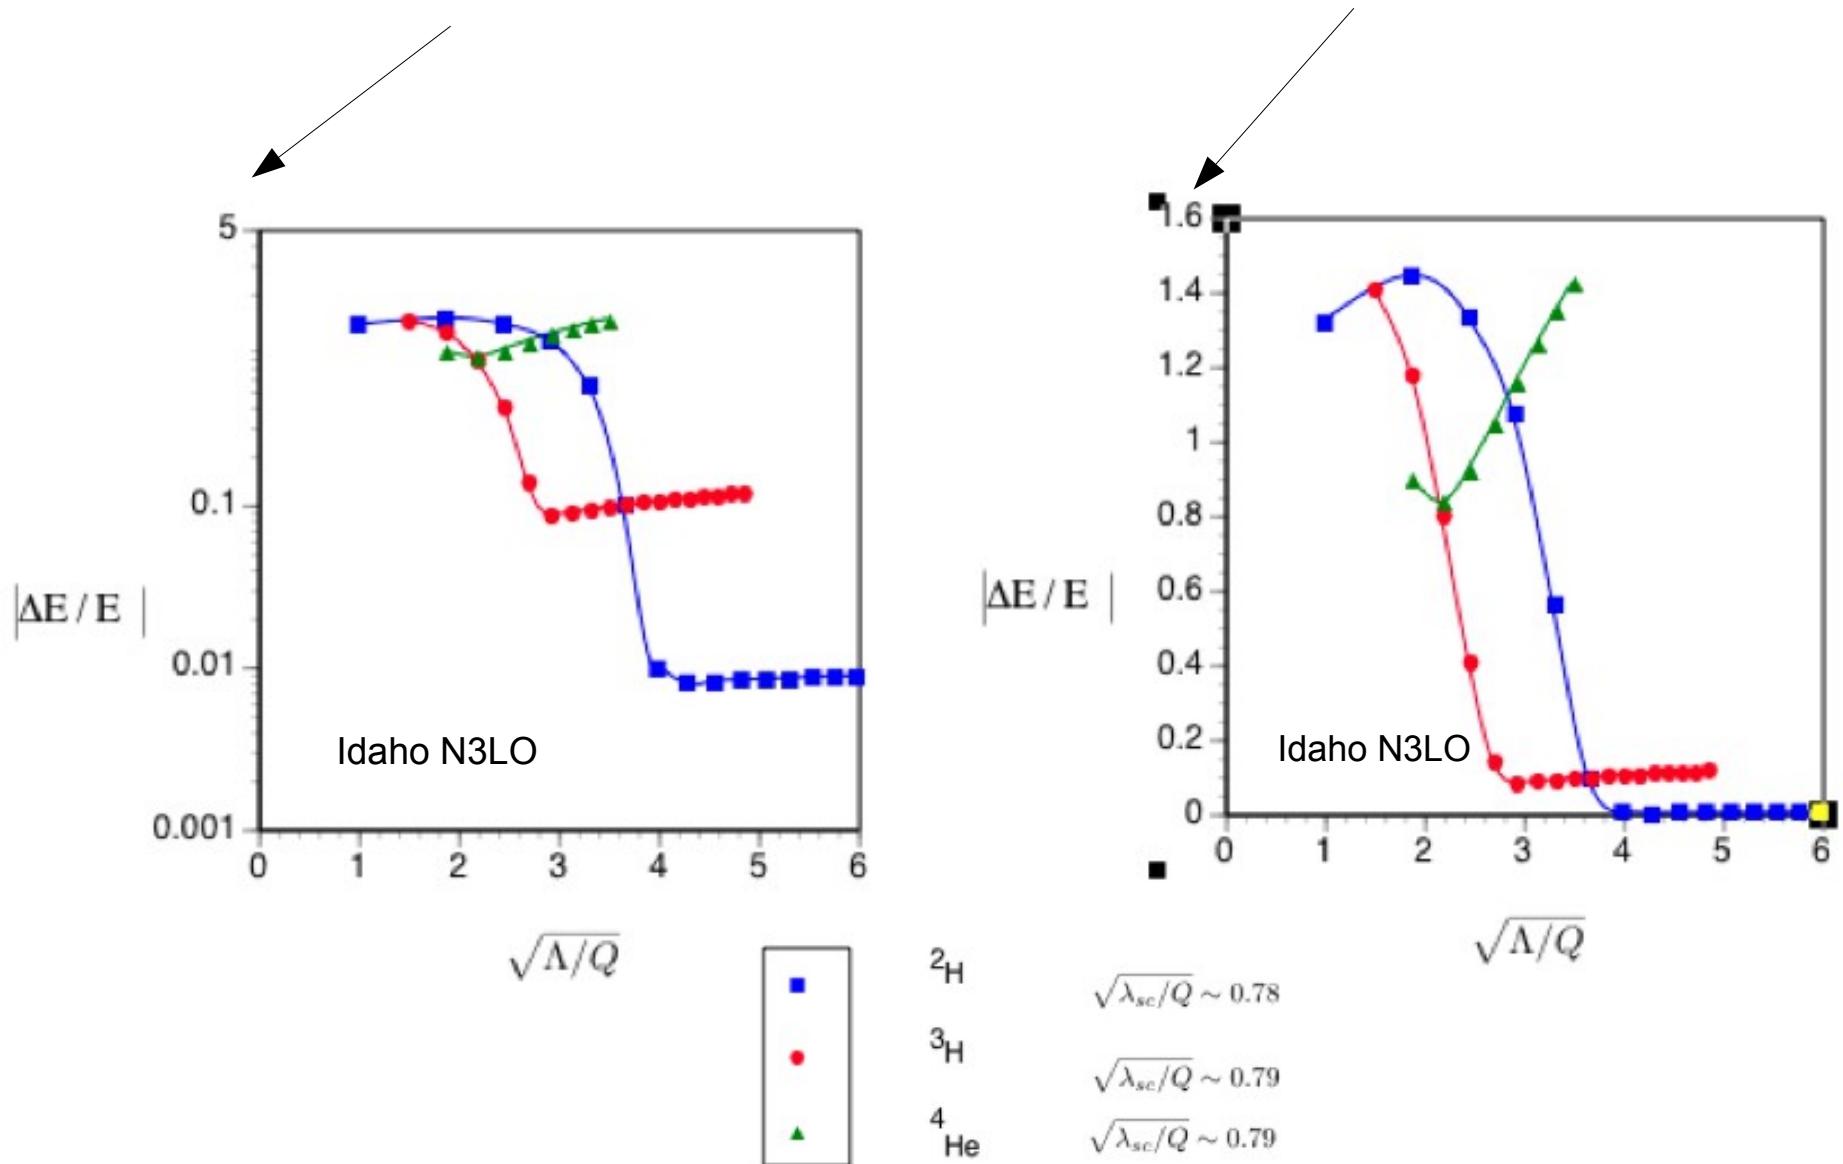 5
0.1
0.01
0.001
|ΔE / E |
Idaho N3LO
0 1 2 3 4 5 6
√Λ/Q
1.6
1.4
1.2
1
0.8
0.6
0.4
0.2
0
|ΔE / E |
Idaho N3LO
0 1 2 3 4 5 6
√Λ/Q
²H √λsc/Q ∼ 0.78
³H √λsc/Q ∼ 0.79
⁴He √λsc/Q ∼ 0.79